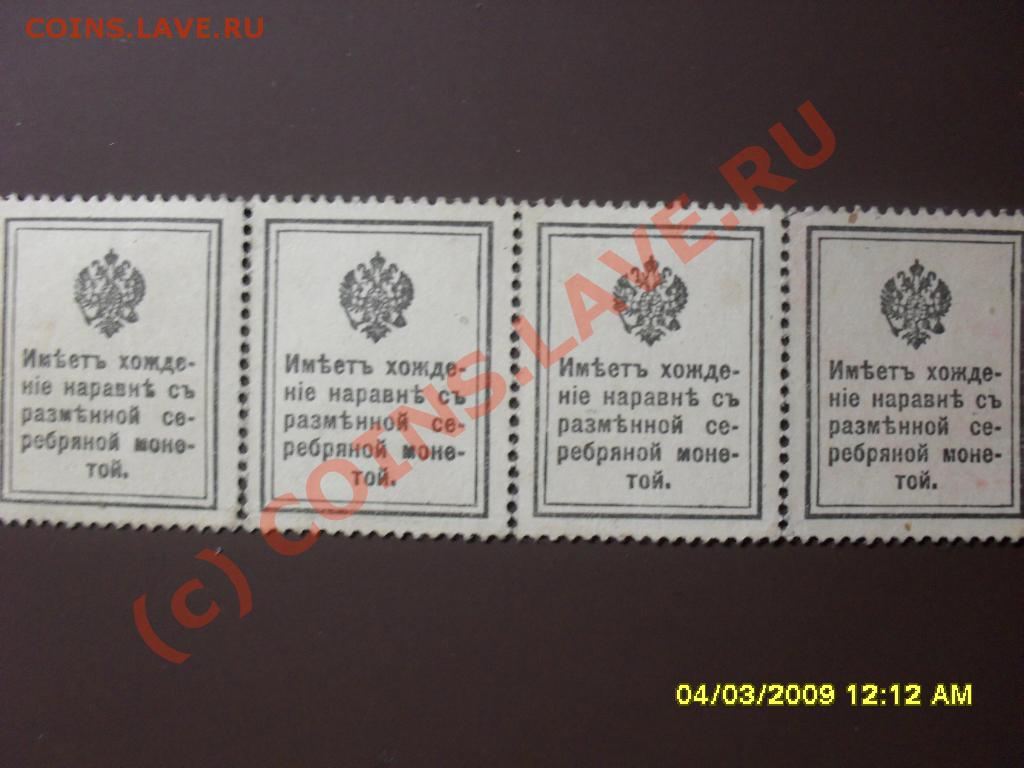 COINS.LAVE.RU
Имѣетъ хожде-
ніе наравнѣ съ
размѣнной се-
ребряной моне-
той.
Имѣетъ хожде-
ніе наравнѣ съ
размѣнной се-
ребряной моне-
той.
Имѣетъ хожде-
ніе наравнѣ съ
размѣнной се-
ребряной моне-
той.
Имѣетъ хожде-
ніе наравнѣ съ
размѣнной се-
ребряной моне-
той.
(c) COINS.LAVE.RU
04/03/2009 12:12 AM